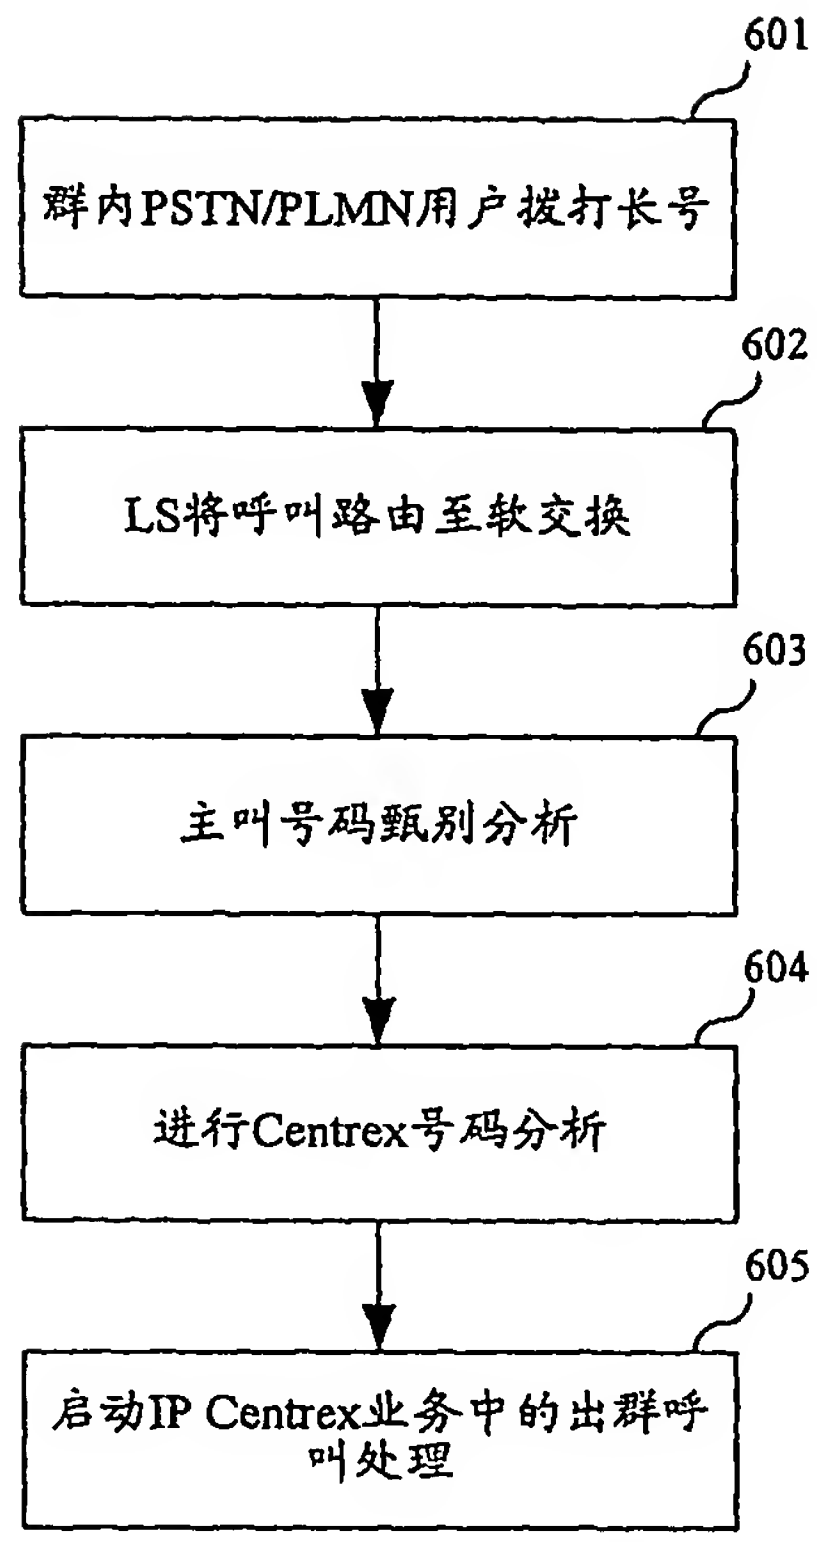 601
群内PSTN/PLMN用户拨打长号
602
LS将呼叫路由至软交换
603
主叫号码甄别分析
604
进行Centrex号码分析
605
启动IP Centrex业务中的出群呼
叫处理